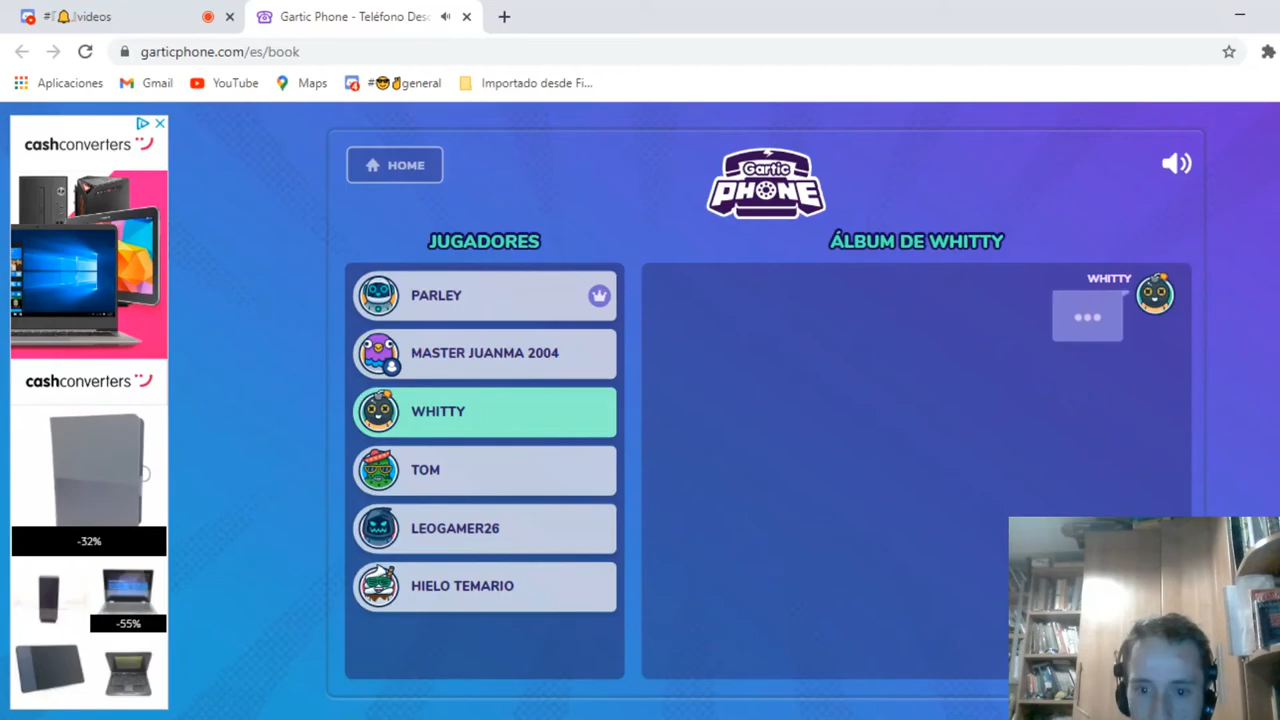 #『🔔』videos
Gartic Phone - Teléfono Desc
garticphone.com/es/book
Aplicaciones
Gmail
YouTube
Maps
#😎✌general
Importado desde Fi...
cashconverters
cashconverters
-32%
-55%
HOME
Gartic
PHONE
JUGADORES
ÁLBUM DE WHITTY
PARLEY
MASTER JUANMA 2004
WHITTY
TOM
LEOGAMER26
HIELO TEMARIO
WHITTY